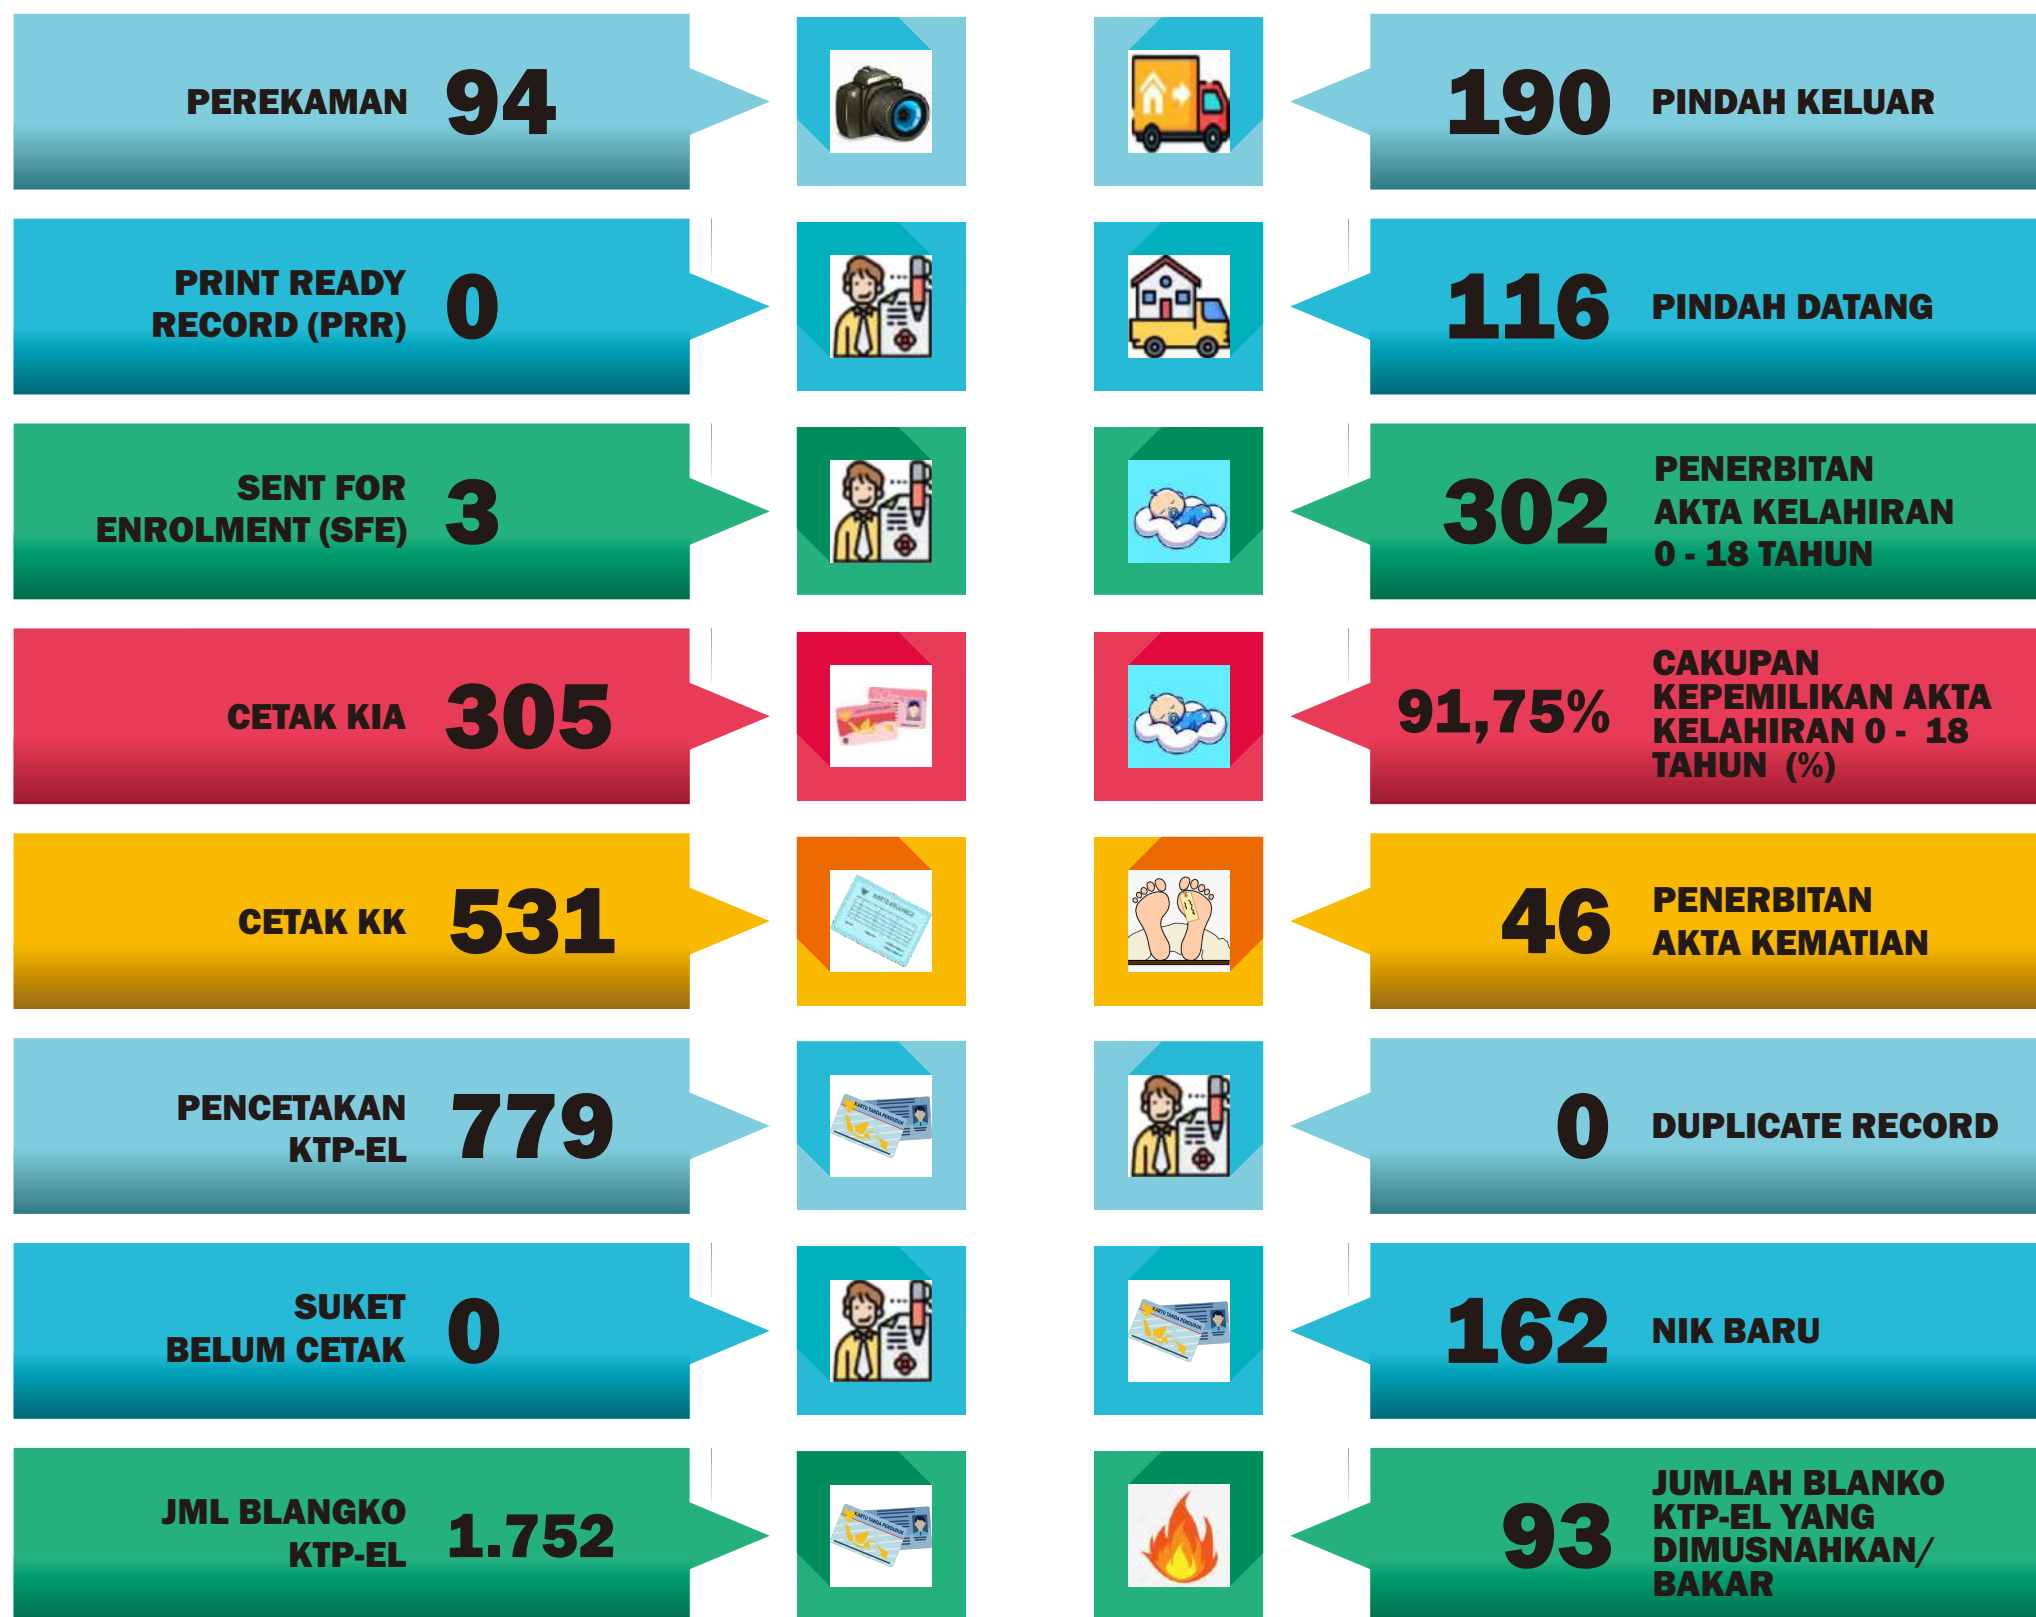 PEREKAMAN 94
190 PINDAH KELUAR
PRINT READY
RECORD (PRR)
0
116 PINDAH DATANG
SENT FOR
ENROLMENT (SFE)
3
302
PENERBITAN
AKTA KELAHIRAN
0 - 18 TAHUN
CETAK KIA 305
91,75%
CAKUPAN
KEPEMILIKAN AKTA
KELAHIRAN 0 - 18
TAHUN (%)
CETAK KK 531
46
PENERBITAN
AKTA KEMATIAN
PENCETAKAN
KTP-EL
779
0 DUPLICATE RECORD
SUKET
BELUM CETAK
0
162 NIK BARU
JML BLANGKO
KTP-EL
1.752
93
JUMLAH BLANKO
KTP-EL YANG
DIMUSNAHKAN/
BAKAR